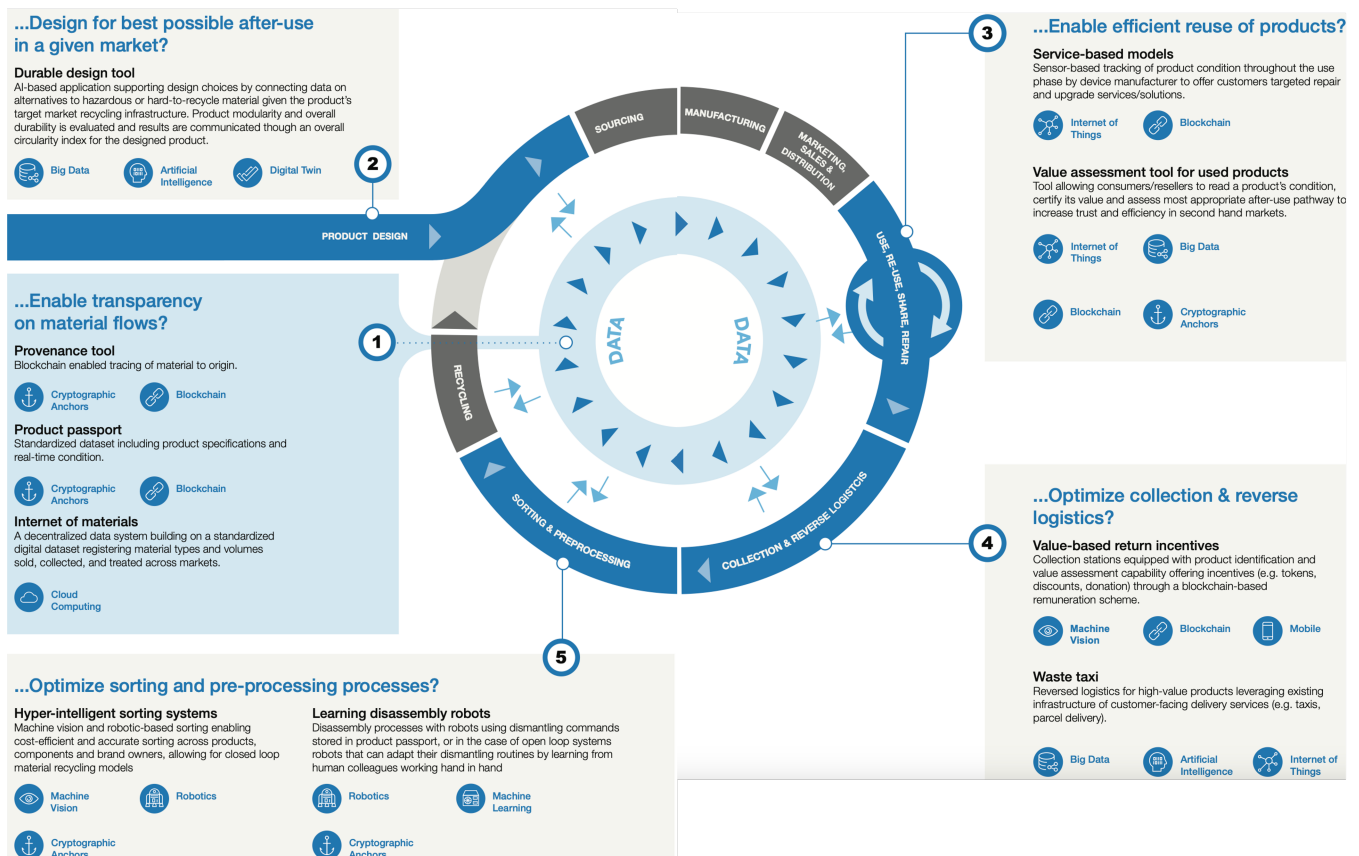 ...Design for best possible after-use
in a given market?
Durable design tool
AI-based application supporting design choices by connecting data on
alternatives to hazardous or hard-to-recycle material given the product's
target market recycling infrastructure. Product modularity and overall
durability is evaluated and results are communicated though an overall
circularity index for the designed product.
Big Data
Artificial
Intelligence
Digital Twin
2
PRODUCT DESIGN
...Enable transparency
on material flows?
Provenance tool
Blockchain enabled tracing of material to origin.
Cryptographic
Anchors
Blockchain
Product passport
Standardized dataset including product specifications and
real-time condition.
Cryptographic
Anchors
Blockchain
Internet of materials
A decentralized data system building on a standardized
digital dataset registering material types and volumes
sold, collected, and treated across markets.
Cloud
Computing
1
SOURCING
MANUFACTURING
MARKETING,
SALES &
DISTRIBUTION
USE, RE-USE, SHARE, REPAIR
COLLECTION & REVERSE LOGISTCIS
SORTING & PREPROCESSING
RECYCLING
DATA
DATA
3
...Enable efficient reuse of products?
Service-based models
Sensor-based tracking of product condition throughout the use
phase by device manufacturer to offer customers targeted repair
and upgrade services/solutions.
Internet of
Things
Blockchain
Value assessment tool for used products
Tool allowing consumers/resellers to read a product's condition,
certify its value and assess most appropriate after-use pathway to
increase trust and efficiency in second hand markets.
Internet of
Things
Big Data
Blockchain
Cryptographic
Anchors
4
...Optimize collection & reverse
logistics?
Value-based return incentives
Collection stations equipped with product identification and
value assessment capability offering incentives (e.g. tokens,
discounts, donation) through a blockchain-based
remuneration scheme.
Machine
Vision
Blockchain
Mobile
Waste taxi
Reversed logistics for high-value products leveraging existing
infrastructure of customer-facing delivery services (e.g. taxis,
parcel delivery).
Big Data
Artificial
Intelligence
Internet of
Things
5
...Optimize sorting and pre-processing processes?
Hyper-intelligent sorting systems
Machine vision and robotic-based sorting enabling
cost-efficient and accurate sorting across products,
components and brand owners, allowing for closed loop
material recycling models
Machine
Vision
Robotics
Cryptographic
Anchors
Learning disassembly robots
Disassembly processes with robots using dismantling commands
stored in product passport, or in the case of open loop systems
robots that can adapt their dismantling routines by learning from
human colleagues working hand in hand
Robotics
Machine
Learning
Cryptographic
Anchors